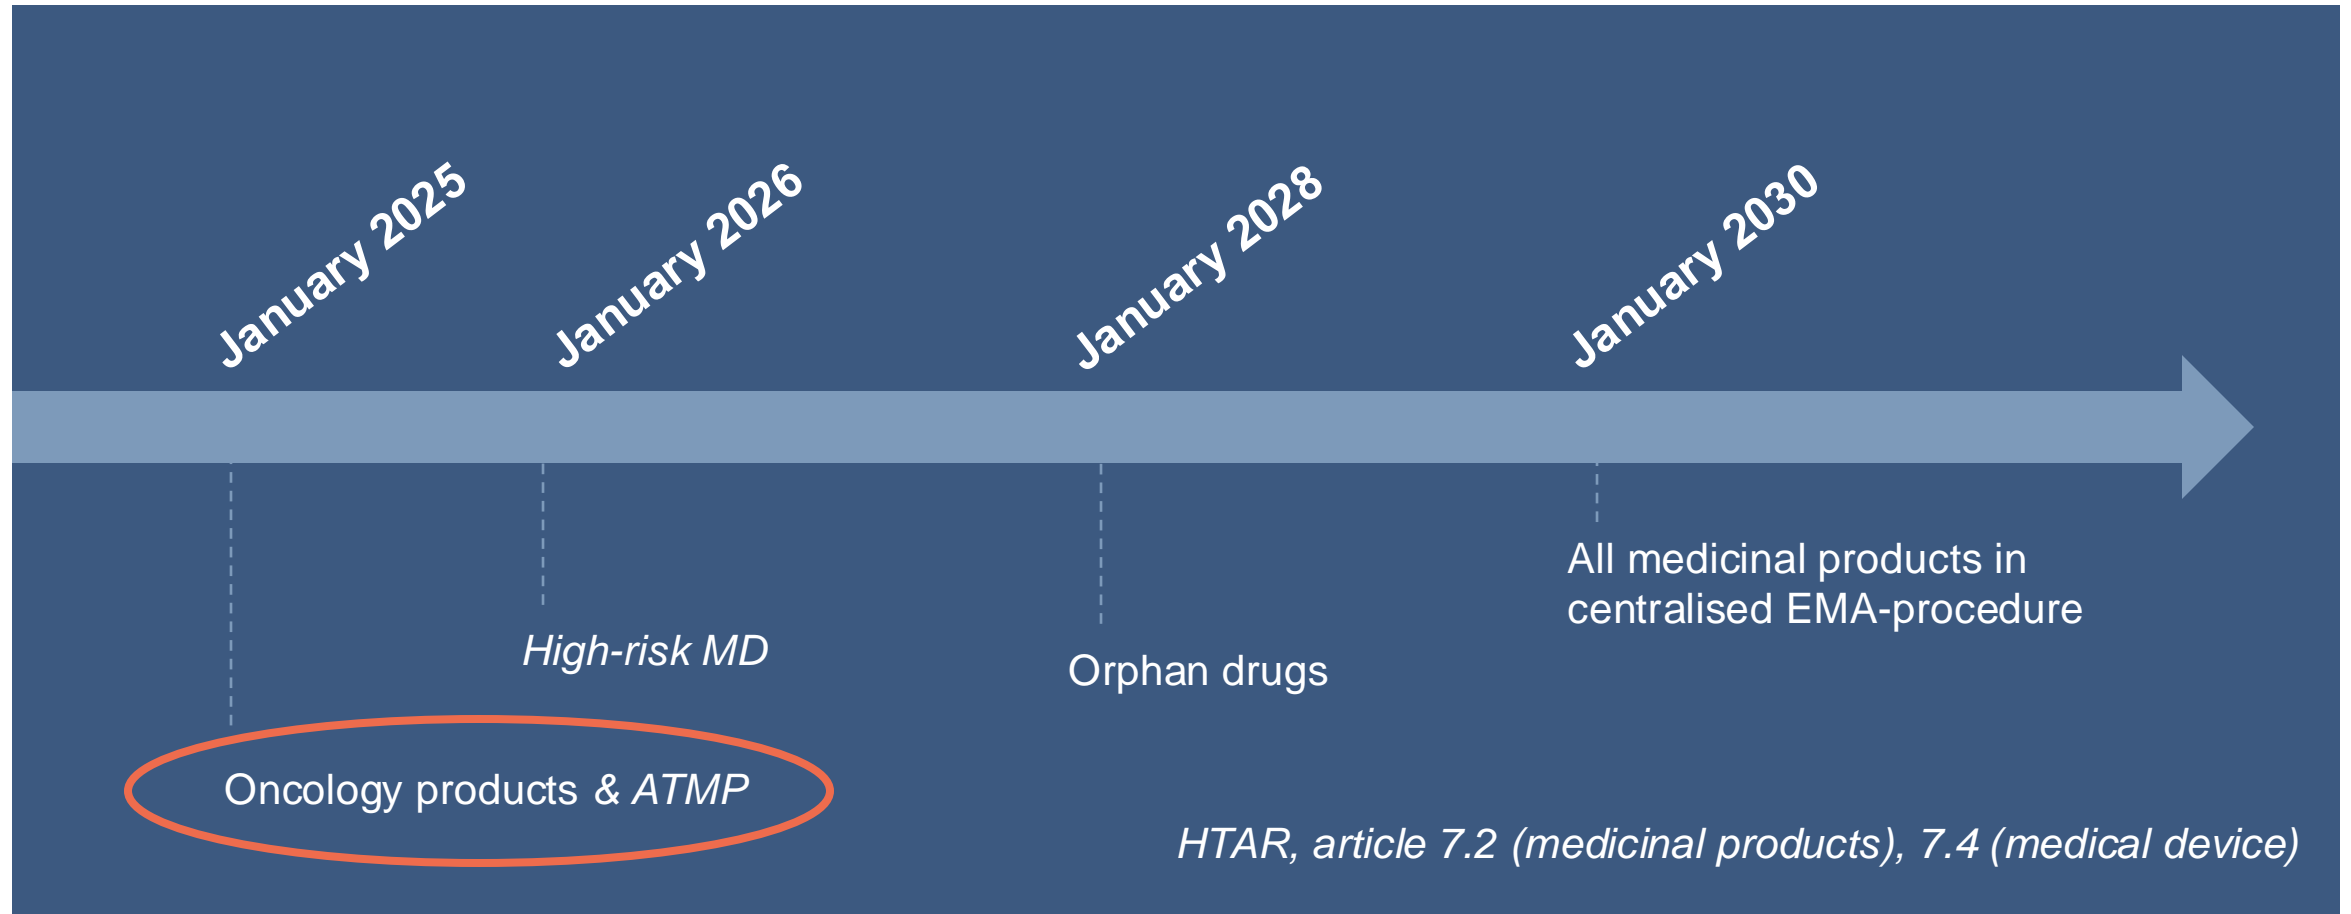 January 2025
January 2026
January 2028
January 2030
All medicinal products in
centralised EMA-procedure
High-risk MD
Orphan drugs
Oncology products & ATMP
HTAR, article 7.2 (medicinal products), 7.4 (medical device)